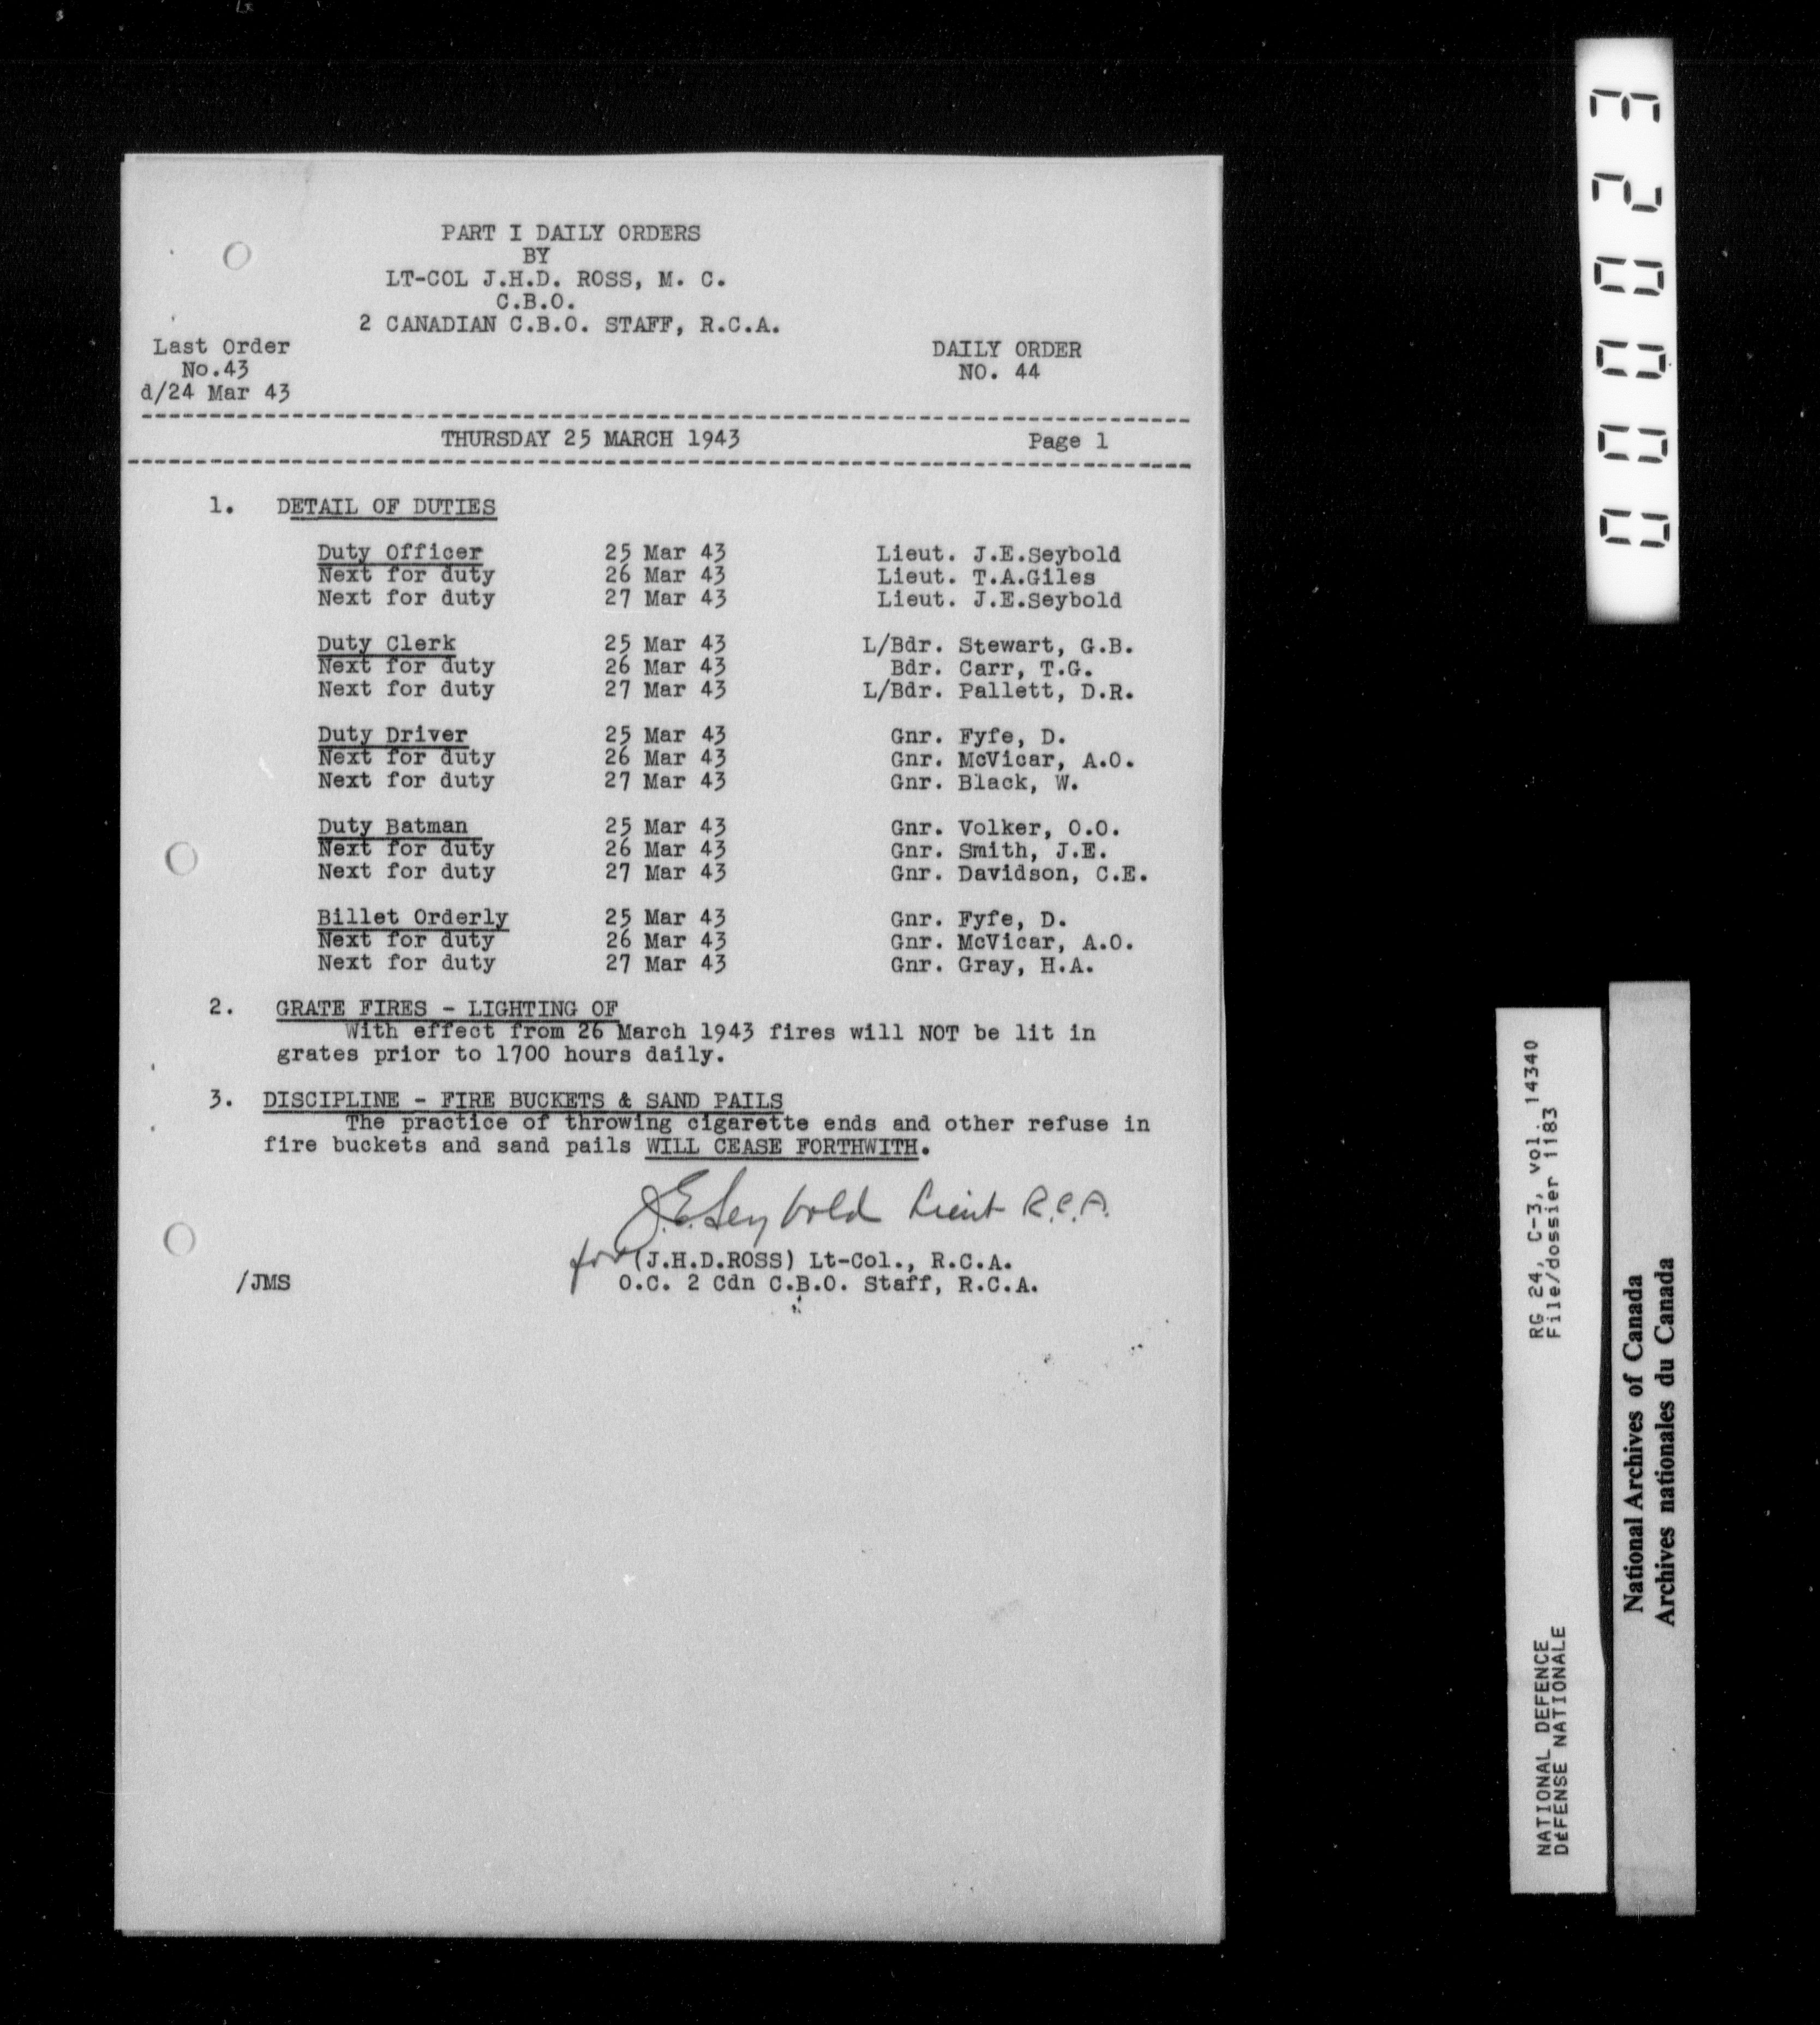 PART I DAILY ORDERS
BY
LT-COL J.H.D. ROSS, M. C.
C.B.O.
2 CANADIAN C.B.O. STAFF, R.C.A.
Last Order
No.43
d/24 Mar 43
DAILY ORDER
NO. 44
THURSDAY 25 MARCH 1943 Page 1
1. DETAIL OF DUTIES
Duty Officer 25 Mar 43 Lieut. J.E.Seybold
Next for duty 26 Mar 43 Lieut. T.A.Giles
Next for duty 27 Mar 43 Lieut. J.E.Seybold
Duty Clerk 25 Mar 43 L/Bdr. Stewart, G.B.
Next for duty 26 Mar 43 Bdr. Carr, T.G.
Next for duty 27 Mar 43 L/Bdr. Pallett, D.R.
Duty Driver 25 Mar 43 Gnr. Fyfe, D.
Next for duty 26 Mar 43 Gnr. McVicar, A.O.
Next for duty 27 Mar 43 Gnr. Black, W.
Duty Batman 25 Mar 43 Gnr. Volker, O.O.
Next for duty 26 Mar 43 Gnr. Smith, J.E.
Next for duty 27 Mar 43 Gnr. Davidson, C.E.
Billet Orderly 25 Mar 43 Gnr. Fyfe, D.
Next for duty 26 Mar 43 Gnr. McVicar, A.O.
Next for duty 27 Mar 43 Gnr. Gray, H.A.
2. GRATE FIRES - LIGHTING OF
With effect from 26 March 1943 fires will NOT be lit in
grates prior to 1700 hours daily.
3. DISCIPLINE - FIRE BUCKETS & SAND PAILS
The practice of throwing cigarette ends and other refuse in
fire buckets and sand pails WILL CEASE FORTHWITH.
J.E.Seybold Lieut R.C.A.
for (J.H.D.ROSS) Lt-Col., R.C.A.
/JMS O.C. 2 Cdn C.B.O. Staff, R.C.A.
000023
RG 24, C-3, vol. 14340
File/dossier 1183
NATIONAL DEFENCE
DÉFENSE NATIONALE
National Archives of Canada
Archives nationales du Canada